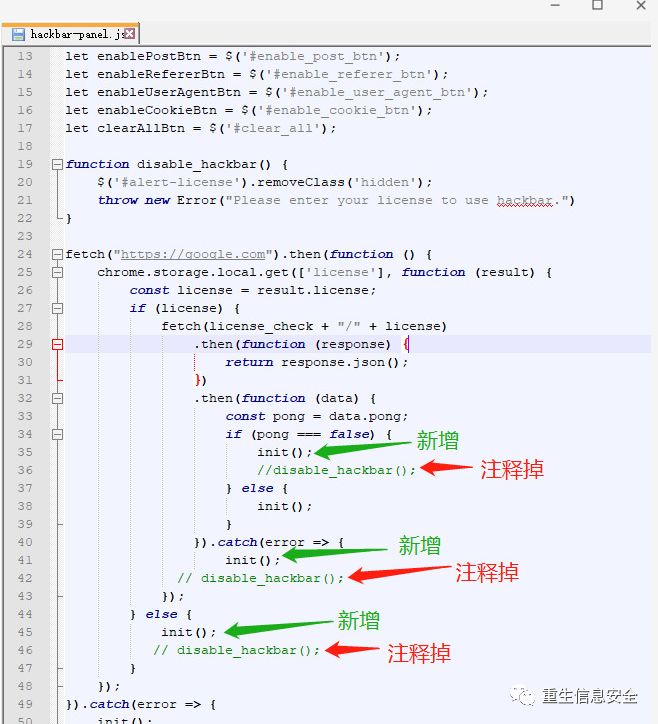 hackbar-panel.js
13 let enablePostBtn = $('#enable_post_btn');
14 let enableRefererBtn = $('#enable_referer_btn');
15 let enableUserAgentBtn = $('#enable_user_agent_btn');
16 let enableCookieBtn = $('#enable_cookie_btn');
17 let clearAllBtn = $('#clear_all');
18
19 function disable_hackbar() {
20 $('#alert-license').removeClass('hidden');
21 throw new Error("Please enter your license to use hackbar.")
22 }
23
24 fetch("https://google.com").then(function () {
25 chrome.storage.local.get(['license'], function (result) {
26 const license = result.license;
27 if (license) {
28 fetch(license_check + "/" + license)
29 .then(function (response) {
30 return response.json();
31 })
32 .then(function (data) {
33 const pong = data.pong;
34 if (pong === false) {
35 init(); 新增
36 //disable_hackbar(); 注释掉
37 } else {
38 init();
39 }
40 }).catch(error => {
41 init(); 新增
42 // disable_hackbar(); 注释掉
43 });
44 } else {
45 init(); 新增
46 // disable_hackbar(); 注释掉
47 }
48 });
49 }).catch(error => {
50 init();
重生信息安全